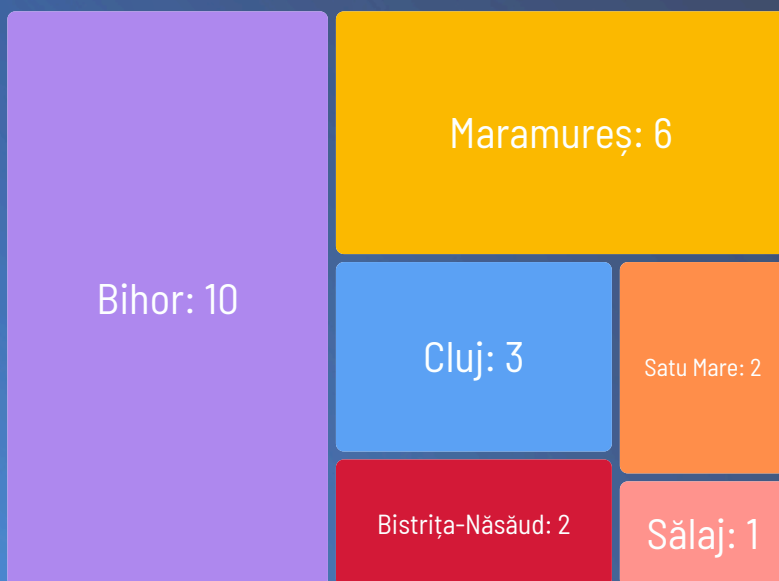 Maramureș: 6
Bihor: 10
Cluj: 3
Satu Mare: 2
Bistrița-Năsăud: 2
Sălaj: 1